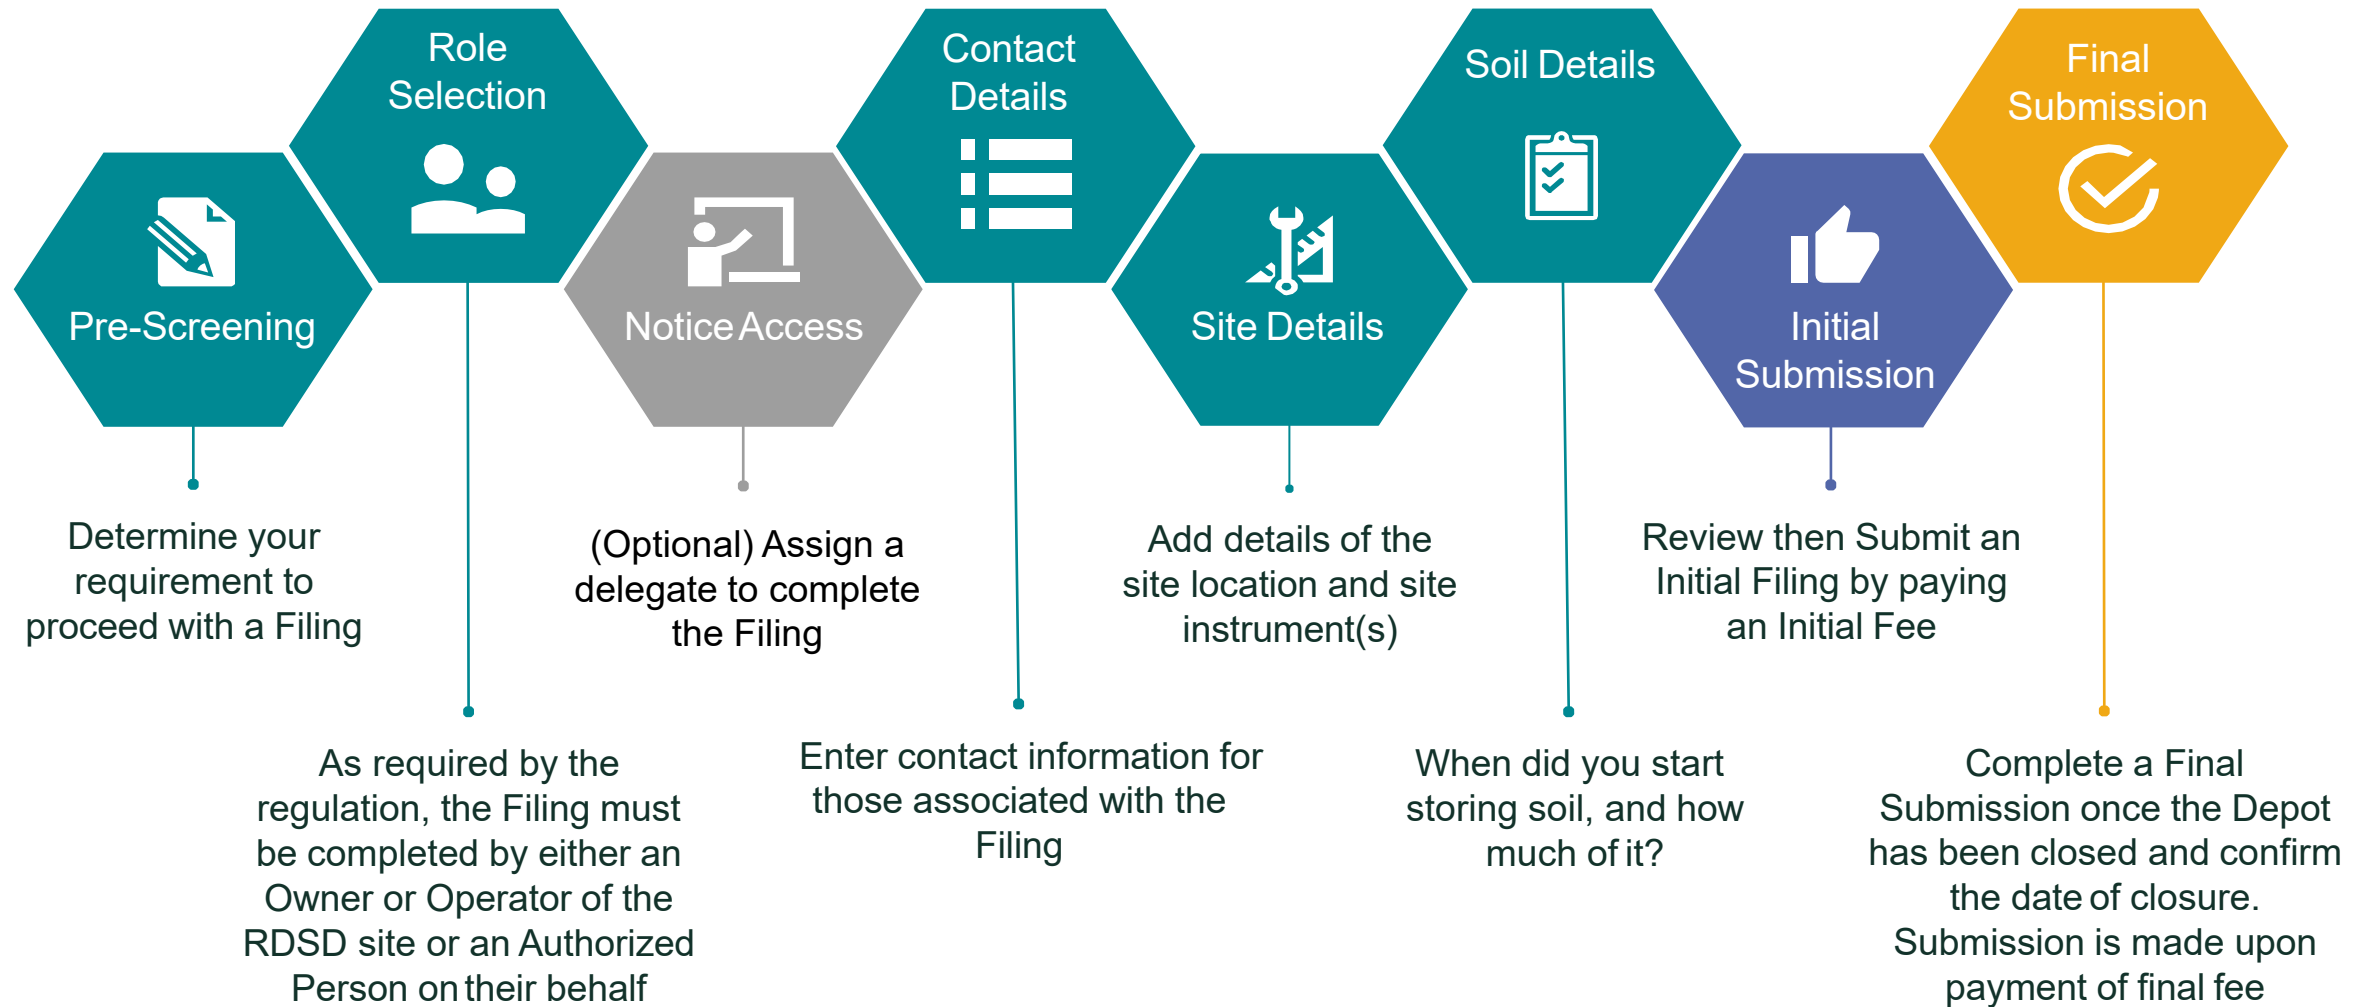 Pre-Screening
Determine your
requirement to
proceed with a Filing
Role
Selection
As required by the
regulation, the Filing must
be completed by either an
Owner or Operator of the
RDSD site or an Authorized
Person on their behalf
Notice Access
(Optional) Assign a
delegate to complete
the Filing
Contact
Details
Enter contact information for
those associated with the
Filing
Site Details
Add details of the
site location and site
instrument(s)
Soil Details
When did you start
storing soil, and how
much of it?
Initial
Submission
Review then Submit an
Initial Filing by paying
an Initial Fee
Final
Submission
Complete a Final
Submission once the Depot
has been closed and confirm
the date of closure.
Submission is made upon
payment of final fee